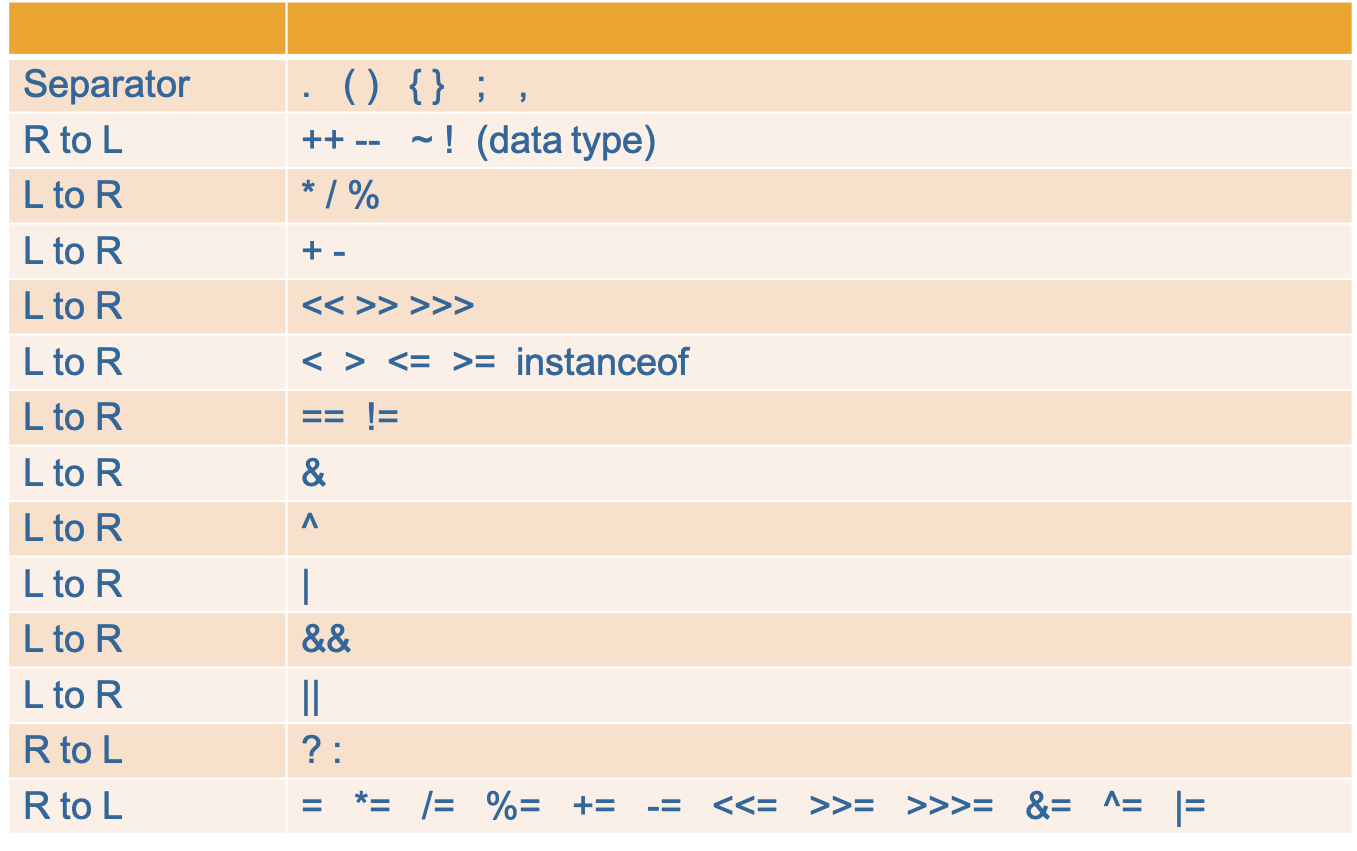 Separator . ( ) { } ; ,
R to L ++ -- ~ ! (data type)
L to R * / %
L to R + -
L to R << >> >>>
L to R < > <= >= instanceof
L to R == !=
L to R &
L to R ^
L to R |
L to R &&
L to R ||
R to L ? :
R to L = *= /= %= += -= <<= >>= >>>= &= ^= |=